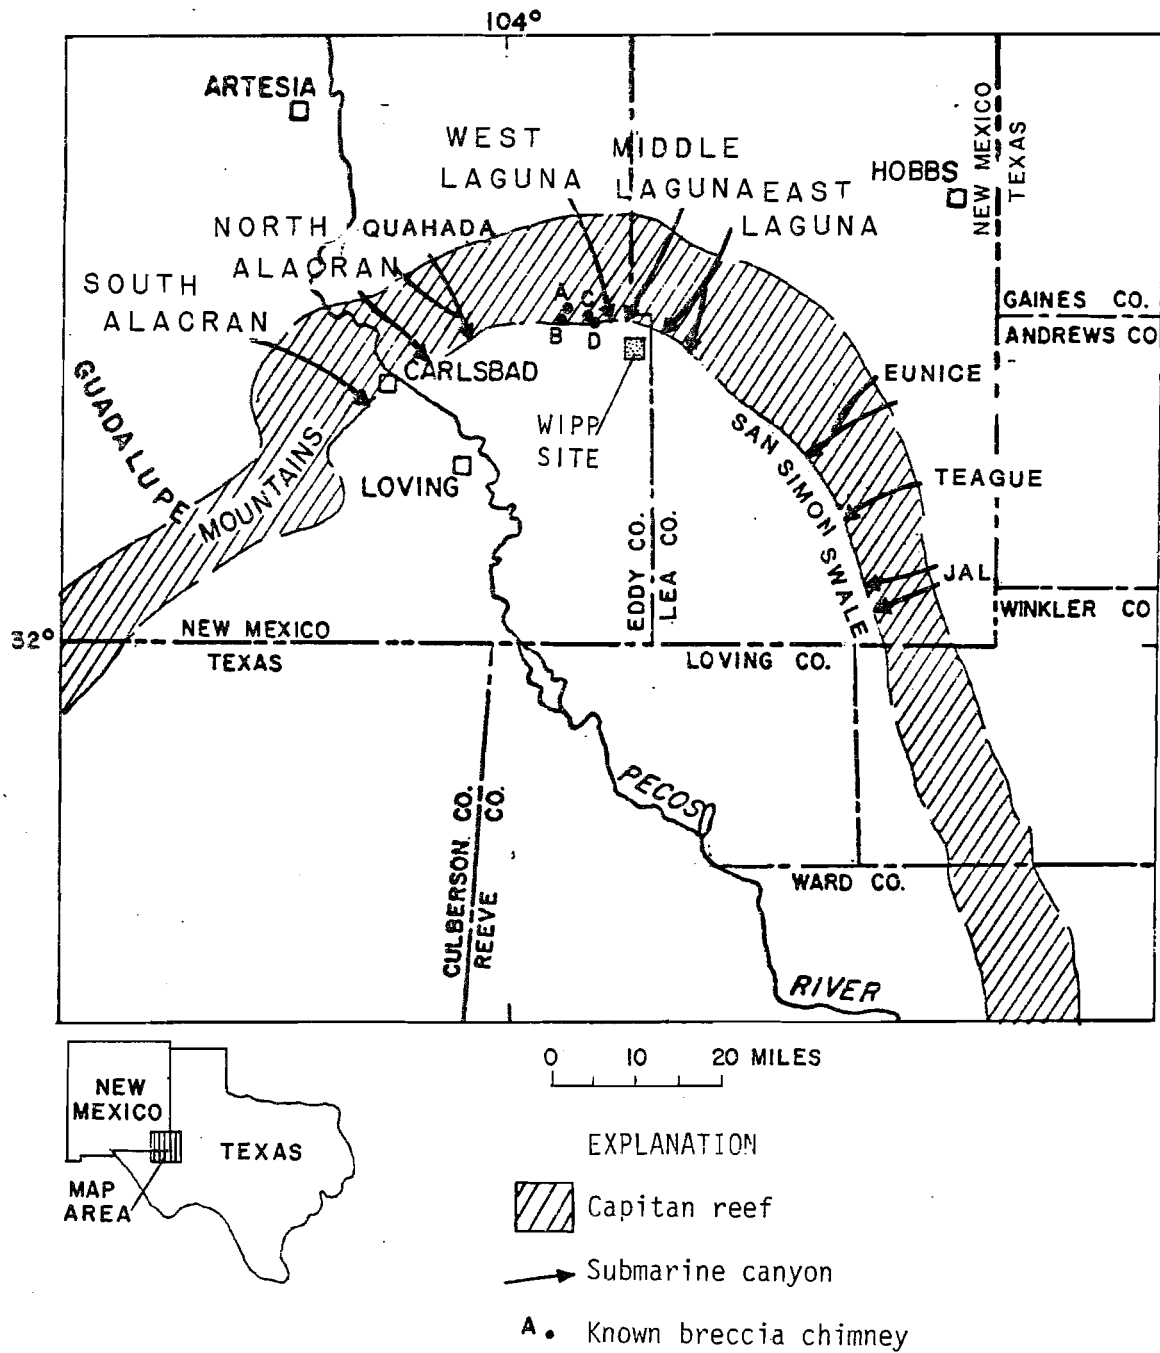 104°
ARTESIA
WEST
LAGUNA
MIDDLE
LAGUNA
EAST
LAGUNA
HOBBS
NEW MEXICO
TEXAS
NORTH
ALACRAN
QUAHADA
SOUTH
ALACRAN
A
C
B
D
GAINES CO.
ANDREWS CO
GUADALUPE
MOUNTAINS
CARLSBAD
EUNICE
WIPP
SITE
SAN SIMON SWALE
LOVING
TEAGUE
EDDY CO.
LEA CO.
JAL
WINKLER CO
32°
NEW MEXICO
TEXAS
LOVING CO.
PECOS
CULBERSON CO.
REEVE CO.
WARD CO.
RIVER
0 10 20 MILES
NEW
MEXICO
TEXAS
MAP
AREA
EXPLANATION
Capitan reef
Submarine canyon
A. Known breccia chimney